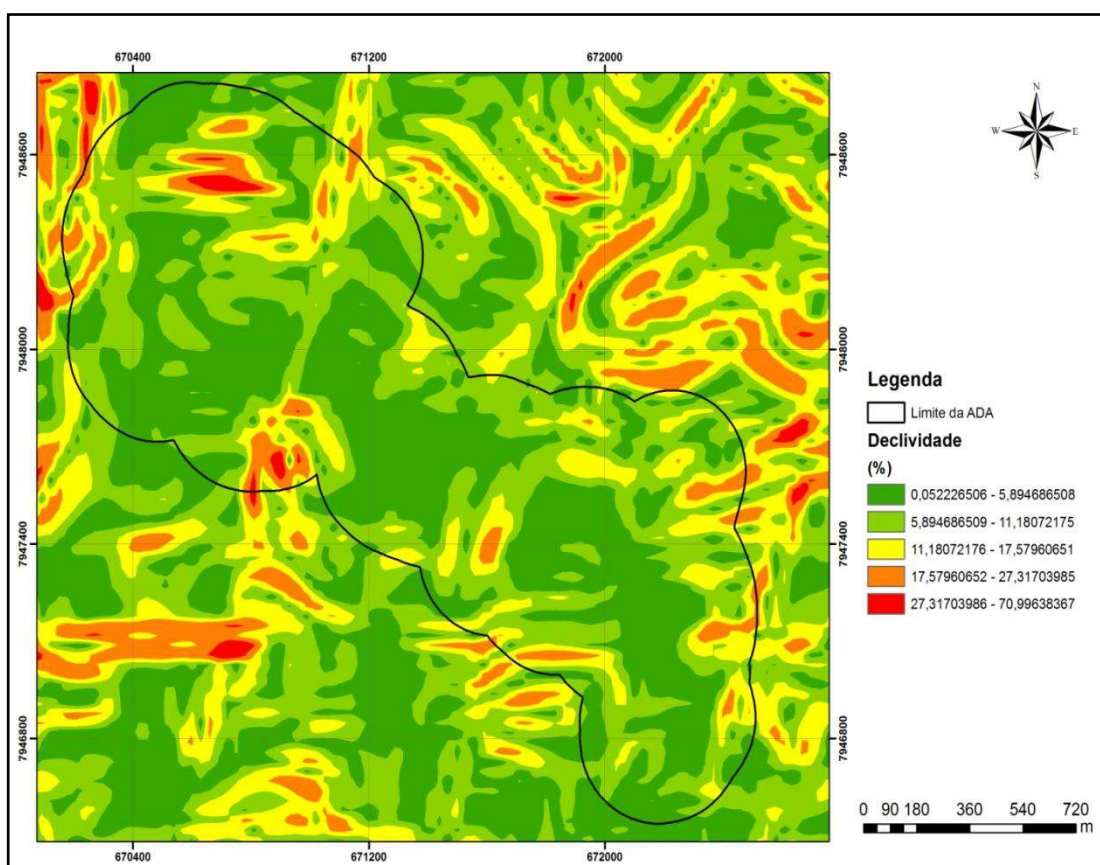 670400 671200 672000
7948600 7948600
7948000 7948000
7947400 7947400
7946800 7946800
670400 671200 672000
N
W E
S
Legenda
Limite da ADA
Declividade
(%)
0,052226506 - 5,894686508
5,894686509 - 11,18072175
11,18072176 - 17,57960651
17,57960652 - 27,31703985
27,31703986 - 70,99638367
0 90 180 360 540 720
m